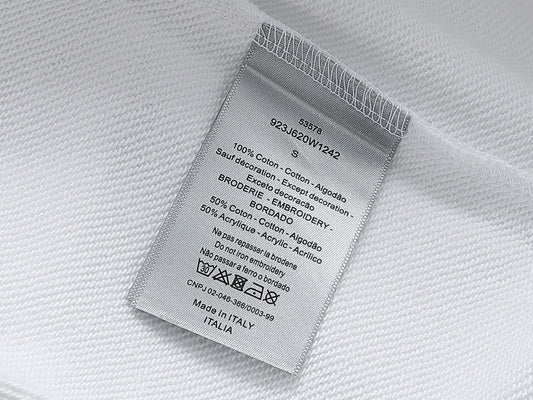 53578
923J620W1242
S
100% Coton - Cotton - Algodão
Sauf décoration - Except decoration -
Exceto decoracão
BRODERIE - EMBROIDERY -
BORDADO
50% Coton - Cotton - Algodão
50% Acrylique - Acrylic - Acrílico
Ne pas repasser la broderie
Do not iron embroidery
Não passar a ferro o bordado
30
CNPJ 02-046-366/0003-99
Made In ITALY
ITALIA